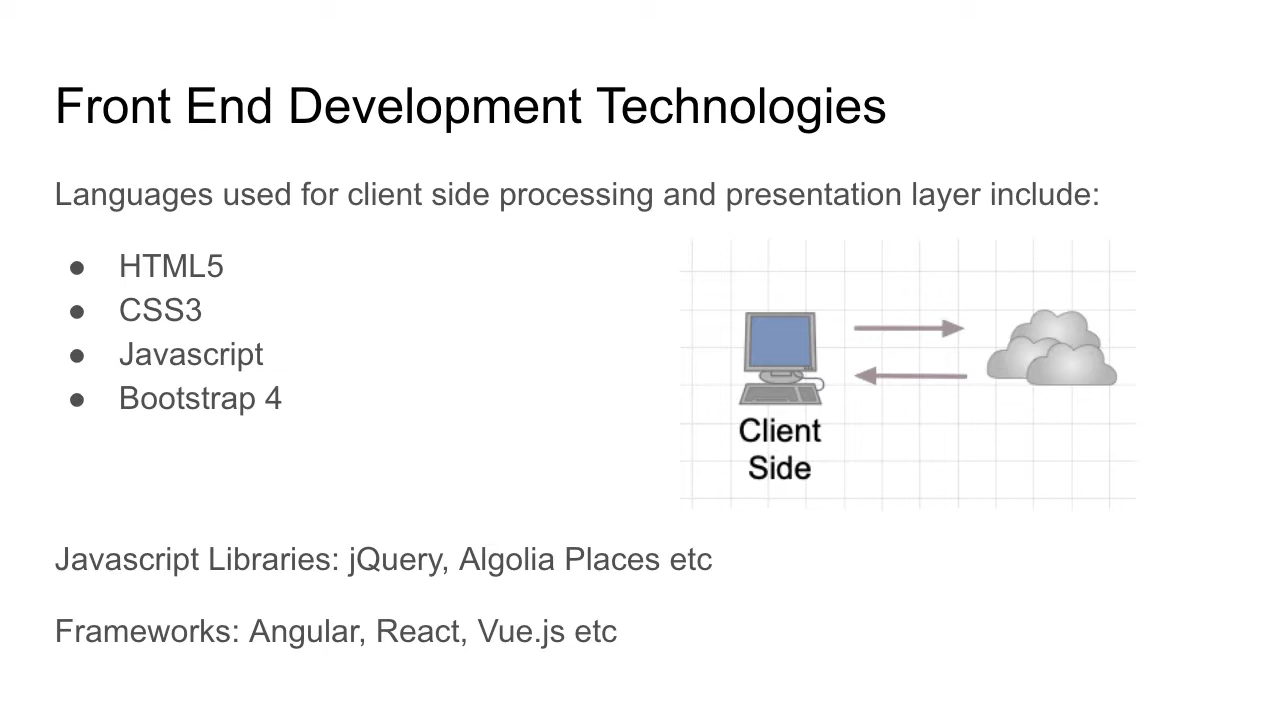 Front End Development Technologies
Languages used for client side processing and presentation layer include:
● HTML5
● CSS3
● Javascript
● Bootstrap 4
Client
Side
Javascript Libraries: jQuery, Algolia Places etc
Frameworks: Angular, React, Vue.js etc